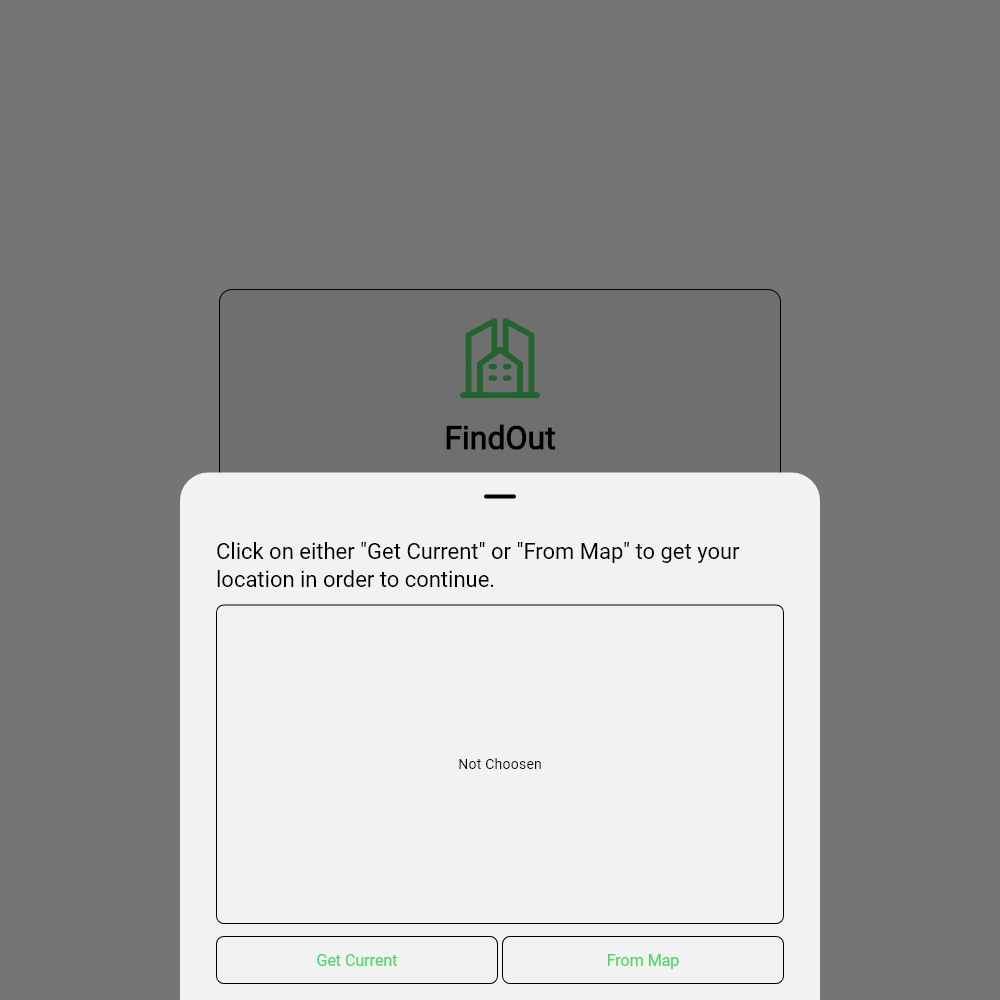 FindOut
Click on either "Get Current" or "From Map" to get your
location in order to continue.
Not Choosen
Get Current
From Map